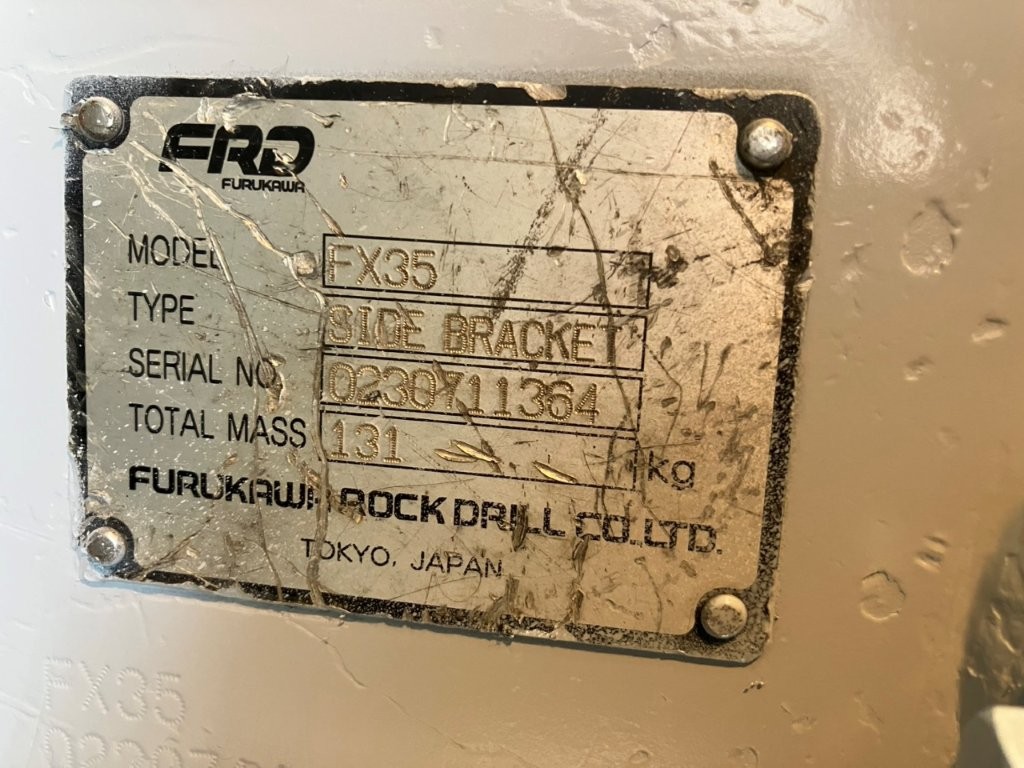 FRD
FURUKAWA
MODEL FX35
TYPE SIDE BRACKET
SERIAL NO. 0230711364
TOTAL MASS 131 kg
FURUKAWA ROCK DRILL CO.,LTD.
TOKYO, JAPAN
FX35